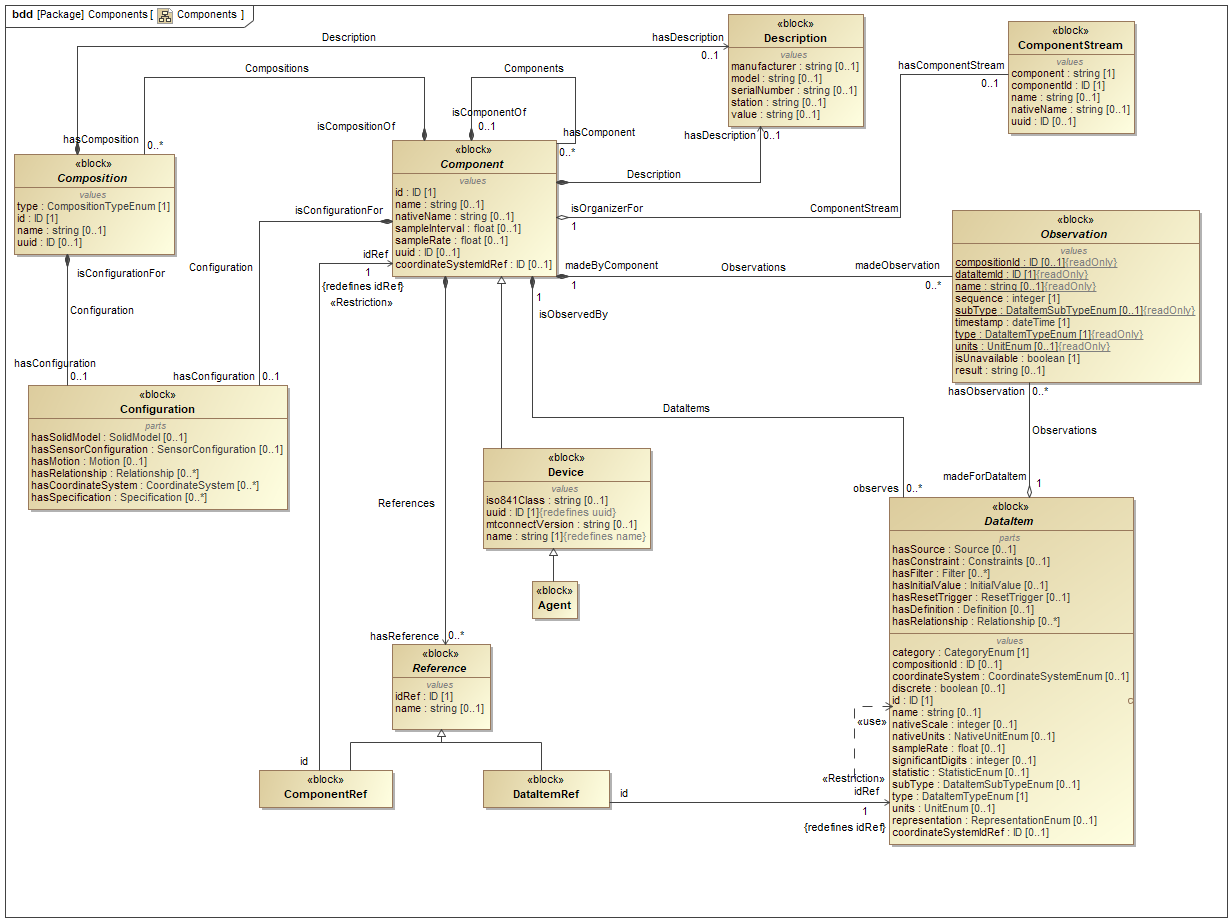 bdd [Package] Components [ Components ]
Description
hasDescription
0..1
Compositions
Components
isCompositionOf
isComponentOf
0..1
hasComponent
0..*
hasComposition
0..*
«block»
Description
values
manufacturer : string [0..1]
model : string [0..1]
serialNumber : string [0..1]
station : string [0..1]
value : string [0..1]
hasDescription
0..1
Description
«block»
ComponentStream
values
component : string [1]
componentId : ID [1]
name : string [0..1]
nativeName : string [0..1]
uuid : ID [0..1]
hasComponentStream
0..1
«block»
Composition
values
type : CompositionTypeEnum [1]
id : ID [1]
name : string [0..1]
uuid : ID [0..1]
«block»
Component
values
id : ID [1]
name : string [0..1]
nativeName : string [0..1]
sampleInterval : float [0..1]
sampleRate : float [0..1]
uuid : ID [0..1]
coordinateSystemIdRef : ID [0..1]
isOrganizerFor
1
ComponentStream
isConfigurationFor
Configuration
isConfigurationFor
Configuration
idRef
1
{redefines idRef}
«Restriction»
madeByComponent
1
Observations
madeObservation
0..*
1
isObservedBy
«block»
Observation
values
compositionId : ID [0..1]{readOnly}
dataItemId : ID [1]{readOnly}
name : string [0..1]{readOnly}
sequence : integer [1]
subType : DataItemSubTypeEnum [0..1]{readOnly}
timestamp : dateTime [1]
type : DataItemTypeEnum [1]{readOnly}
units : UnitEnum [0..1]{readOnly}
isUnavailable : boolean [1]
result : string [0..1]
hasObservation
0..*
Observations
madeForDataItem
1
hasConfiguration
0..1
hasConfiguration
0..1
«block»
Configuration
parts
hasSolidModel : SolidModel [0..1]
hasSensorConfiguration : SensorConfiguration [0..1]
hasMotion : Motion [0..1]
hasRelationship : Relationship [0..*]
hasCoordinateSystem : CoordinateSystem [0..*]
hasSpecification : Specification [0..*]
DataItems
observes
0..*
«block»
Device
values
iso841Class : string [0..1]
uuid : ID [1]{redefines uuid}
mtconnectVersion : string [0..1]
name : string [1]{redefines name}
References
«block»
Agent
hasReference
0..*
«block»
Reference
values
idRef : ID [1]
name : string [0..1]
«block»
DataItem
parts
hasSource : Source [0..1]
hasConstraint : Constraints [0..1]
hasFilter : Filter [0..*]
hasInitialValue : InitialValue [0..1]
hasResetTrigger : ResetTrigger [0..1]
hasDefinition : Definition [0..1]
hasRelationship : Relationship [0..*]
values
category : CategoryEnum [1]
compositionId : ID [0..1]
coordinateSystem : CoordinateSystemEnum [0..1]
discrete : boolean [0..1]
id : ID [1]
name : string [0..1]
nativeScale : integer [0..1]
nativeUnits : NativeUnitEnum [0..1]
sampleRate : float [0..1]
significantDigits : integer [0..1]
statistic : StatisticEnum [0..1]
subType : DataItemSubTypeEnum [0..1]
type : DataItemTypeEnum [1]
units : UnitEnum [0..1]
representation : RepresentationEnum [0..1]
coordinateSystemIdRef : ID [0..1]
c
«use»
«Restriction»
idRef
1
{redefines idRef}
id
«block»
ComponentRef
«block»
DataItemRef
id